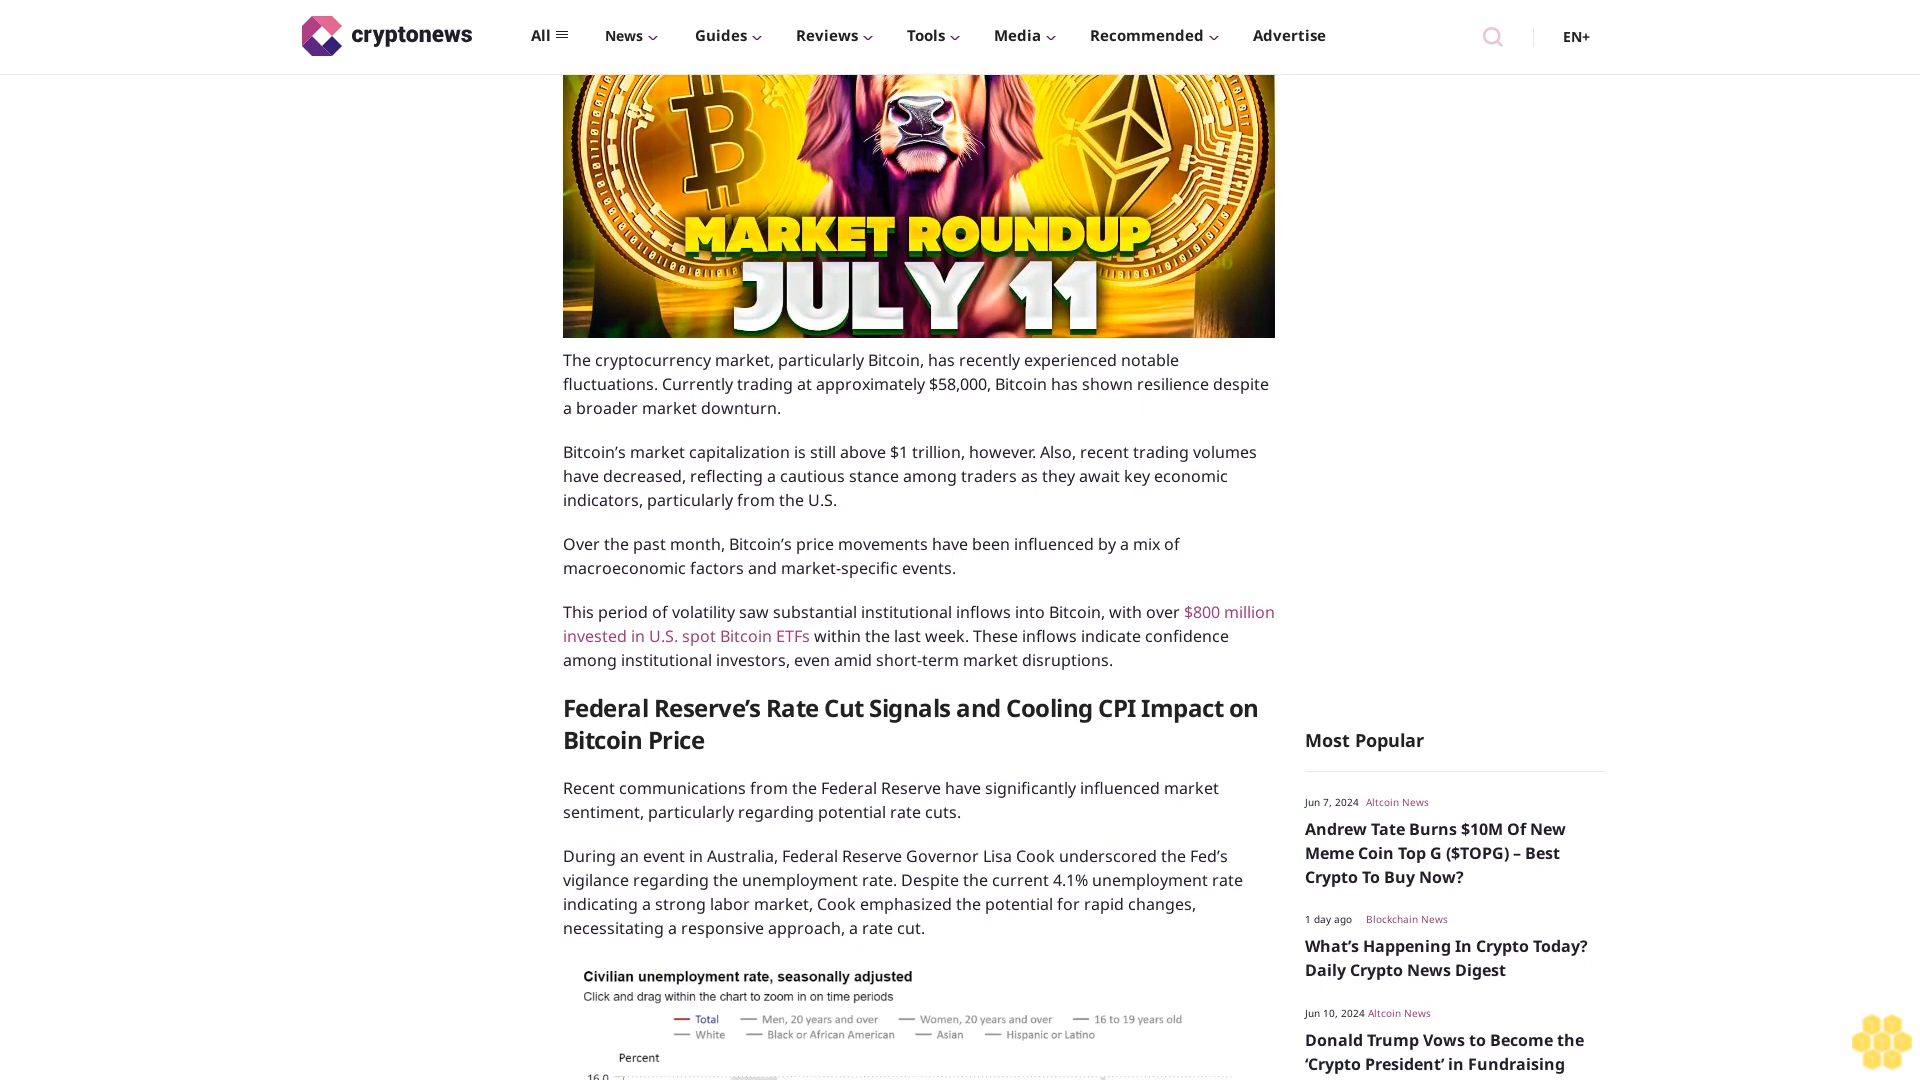 cryptonews
All
News
Guides
Reviews
Tools
Media
Recommended
Advertise
EN+
MARKET ROUNDUP
JULY 11
The cryptocurrency market, particularly Bitcoin, has recently experienced notable
fluctuations. Currently trading at approximately $58,000, Bitcoin has shown resilience despite
a broader market downturn.
Bitcoin’s market capitalization is still above $1 trillion, however. Also, recent trading volumes
have decreased, reflecting a cautious stance among traders as they await key economic
indicators, particularly from the U.S.
Over the past month, Bitcoin’s price movements have been influenced by a mix of
macroeconomic factors and market-specific events.
This period of volatility saw substantial institutional inflows into Bitcoin, with over $800 million
invested in U.S. spot Bitcoin ETFs within the last week. These inflows indicate confidence
among institutional investors, even amid short-term market disruptions.
Federal Reserve’s Rate Cut Signals and Cooling CPI Impact on
Bitcoin Price
Recent communications from the Federal Reserve have significantly influenced market
sentiment, particularly regarding potential rate cuts.
During an event in Australia, Federal Reserve Governor Lisa Cook underscored the Fed’s
vigilance regarding the unemployment rate. Despite the current 4.1% unemployment rate
indicating a strong labor market, Cook emphasized the potential for rapid changes,
necessitating a responsive approach, a rate cut.
Civilian unemployment rate, seasonally adjusted
Click and drag within the chart to zoom in on time periods
Total Men, 20 years and over Women, 20 years and over 16 to 19 years old
White Black or African American Asian Hispanic or Latino
Percent
16.0
Most Popular
Jun 7, 2024 Altcoin News
Andrew Tate Burns $10M Of New
Meme Coin Top G ($TOPG) – Best
Crypto To Buy Now?
1 day ago Blockchain News
What’s Happening In Crypto Today?
Daily Crypto News Digest
Jun 10, 2024 Altcoin News
Donald Trump Vows to Become the
‘Crypto President’ in Fundraising